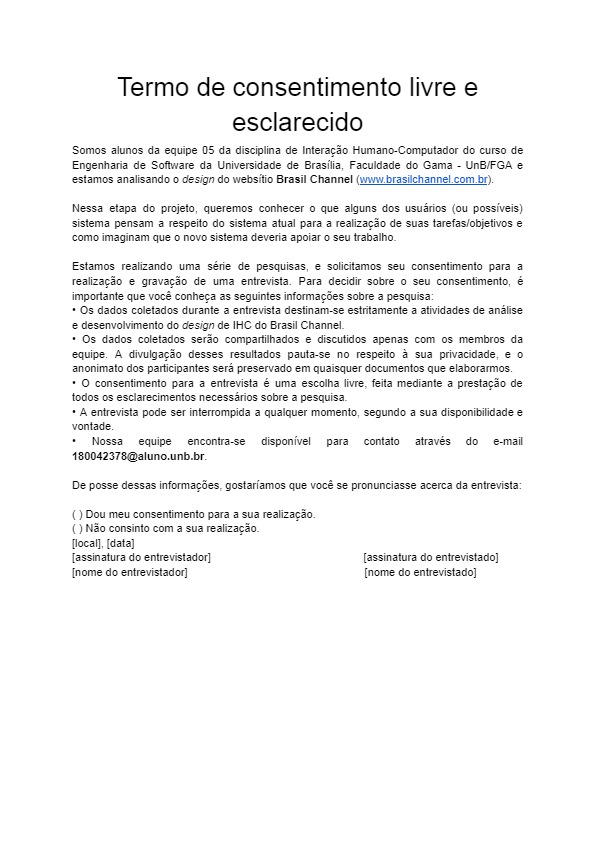 Termo de consentimento livre e
esclarecido
Somos alunos da equipe 05 da disciplina de Interação Humano-Computador do curso de
Engenharia de Software da Universidade de Brasília, Faculdade do Gama - UnB/FGA e
estamos analisando o design do websítio Brasil Channel (www.brasilchannel.com.br).
Nessa etapa do projeto, queremos conhecer o que alguns dos usuários (ou possíveis)
sistema pensam a respeito do sistema atual para a realização de suas tarefas/objetivos e
como imaginam que o novo sistema deveria apoiar o seu trabalho.
Estamos realizando uma série de pesquisas, e solicitamos seu consentimento para a
realização e gravação de uma entrevista. Para decidir sobre o seu consentimento, é
importante que você conheça as seguintes informações sobre a pesquisa:
• Os dados coletados durante a entrevista destinam-se estritamente a atividades de análise
e desenvolvimento do design de IHC do Brasil Channel.
• Os dados coletados serão compartilhados e discutidos apenas com os membros da
equipe. A divulgação desses resultados pauta-se no respeito à sua privacidade, e o
anonimato dos participantes será preservado em quaisquer documentos que elaborarmos.
• O consentimento para a entrevista é uma escolha livre, feita mediante a prestação de
todos os esclarecimentos necessários sobre a pesquisa.
• A entrevista pode ser interrompida a qualquer momento, segundo a sua disponibilidade e
vontade.
• Nossa equipe encontra-se disponível para contato através do e-mail
180042378@aluno.unb.br.
De posse dessas informações, gostaríamos que você se pronunciasse acerca da entrevista:
( ) Dou meu consentimento para a sua realização.
( ) Não consinto com a sua realização.
[local], [data]
[assinatura do entrevistador] [assinatura do entrevistado]
[nome do entrevistador] [nome do entrevistado]